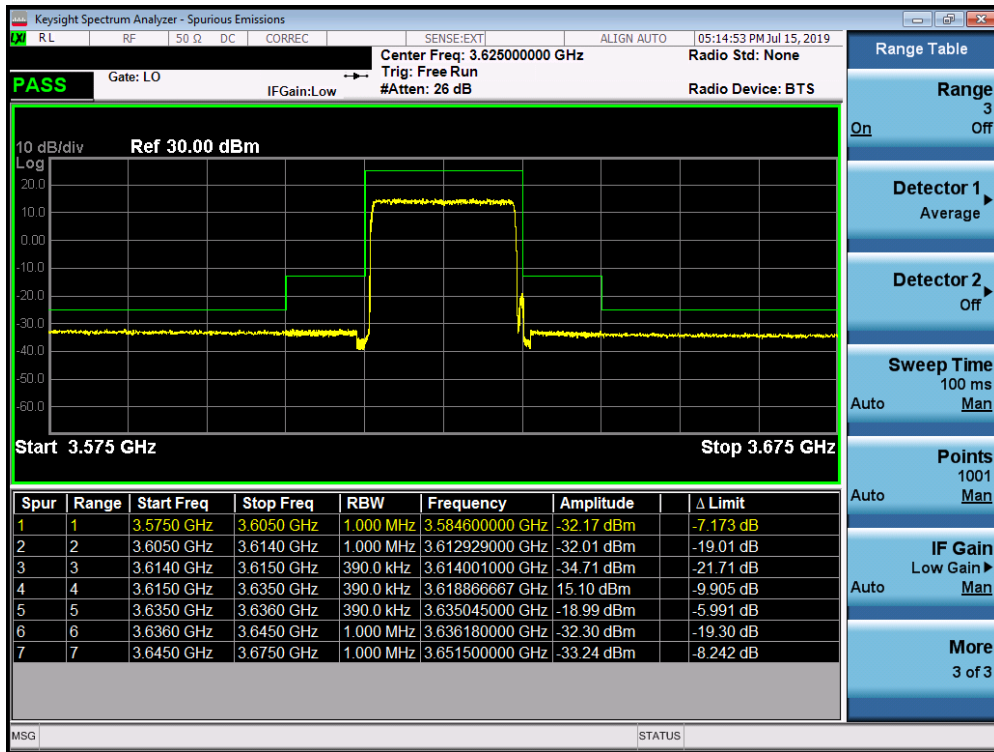 Keysight Spectrum Analyzer - Spurious Emissions
LXI RL RF 50 Ω DC CORREC SENSE:EXT ALIGN AUTO 05:14:53 PM Jul 15, 2019
Center Freq: 3.625000000 GHz Radio Std: None
PASS Gate: LO Trig: Free Run
IFGain:Low #Atten: 26 dB Radio Device: BTS
10 dB/div Ref 30.00 dBm
Log
20.0
10.0
0.00
-10.0
-20.0
-30.0
-40.0
-50.0
-60.0
Start 3.575 GHz Stop 3.675 GHz
Spur Range Start Freq Stop Freq RBW Frequency Amplitude Δ Limit
1 1 3.5750 GHz 3.6050 GHz 1.000 MHz 3.584600000 GHz -32.17 dBm -7.173 dB
2 2 3.6050 GHz 3.6140 GHz 1.000 MHz 3.612929000 GHz -32.01 dBm -19.01 dB
3 3 3.6140 GHz 3.6150 GHz 390.0 kHz 3.614001000 GHz -34.71 dBm -21.71 dB
4 4 3.6150 GHz 3.6350 GHz 390.0 kHz 3.618866667 GHz 15.10 dBm -9.905 dB
5 5 3.6350 GHz 3.6360 GHz 390.0 kHz 3.635045000 GHz -18.99 dBm -5.991 dB
6 6 3.6360 GHz 3.6450 GHz 1.000 MHz 3.636180000 GHz -32.30 dBm -19.30 dB
7 7 3.6450 GHz 3.6750 GHz 1.000 MHz 3.651500000 GHz -33.24 dBm -8.242 dB
MSG STATUS
Range Table
Range
3
On Off
Detector 1
Average
Detector 2
Off
Sweep Time
100 ms
Auto Man
Points
1001
Auto Man
IF Gain
Low Gain
Auto Man
More
3 of 3